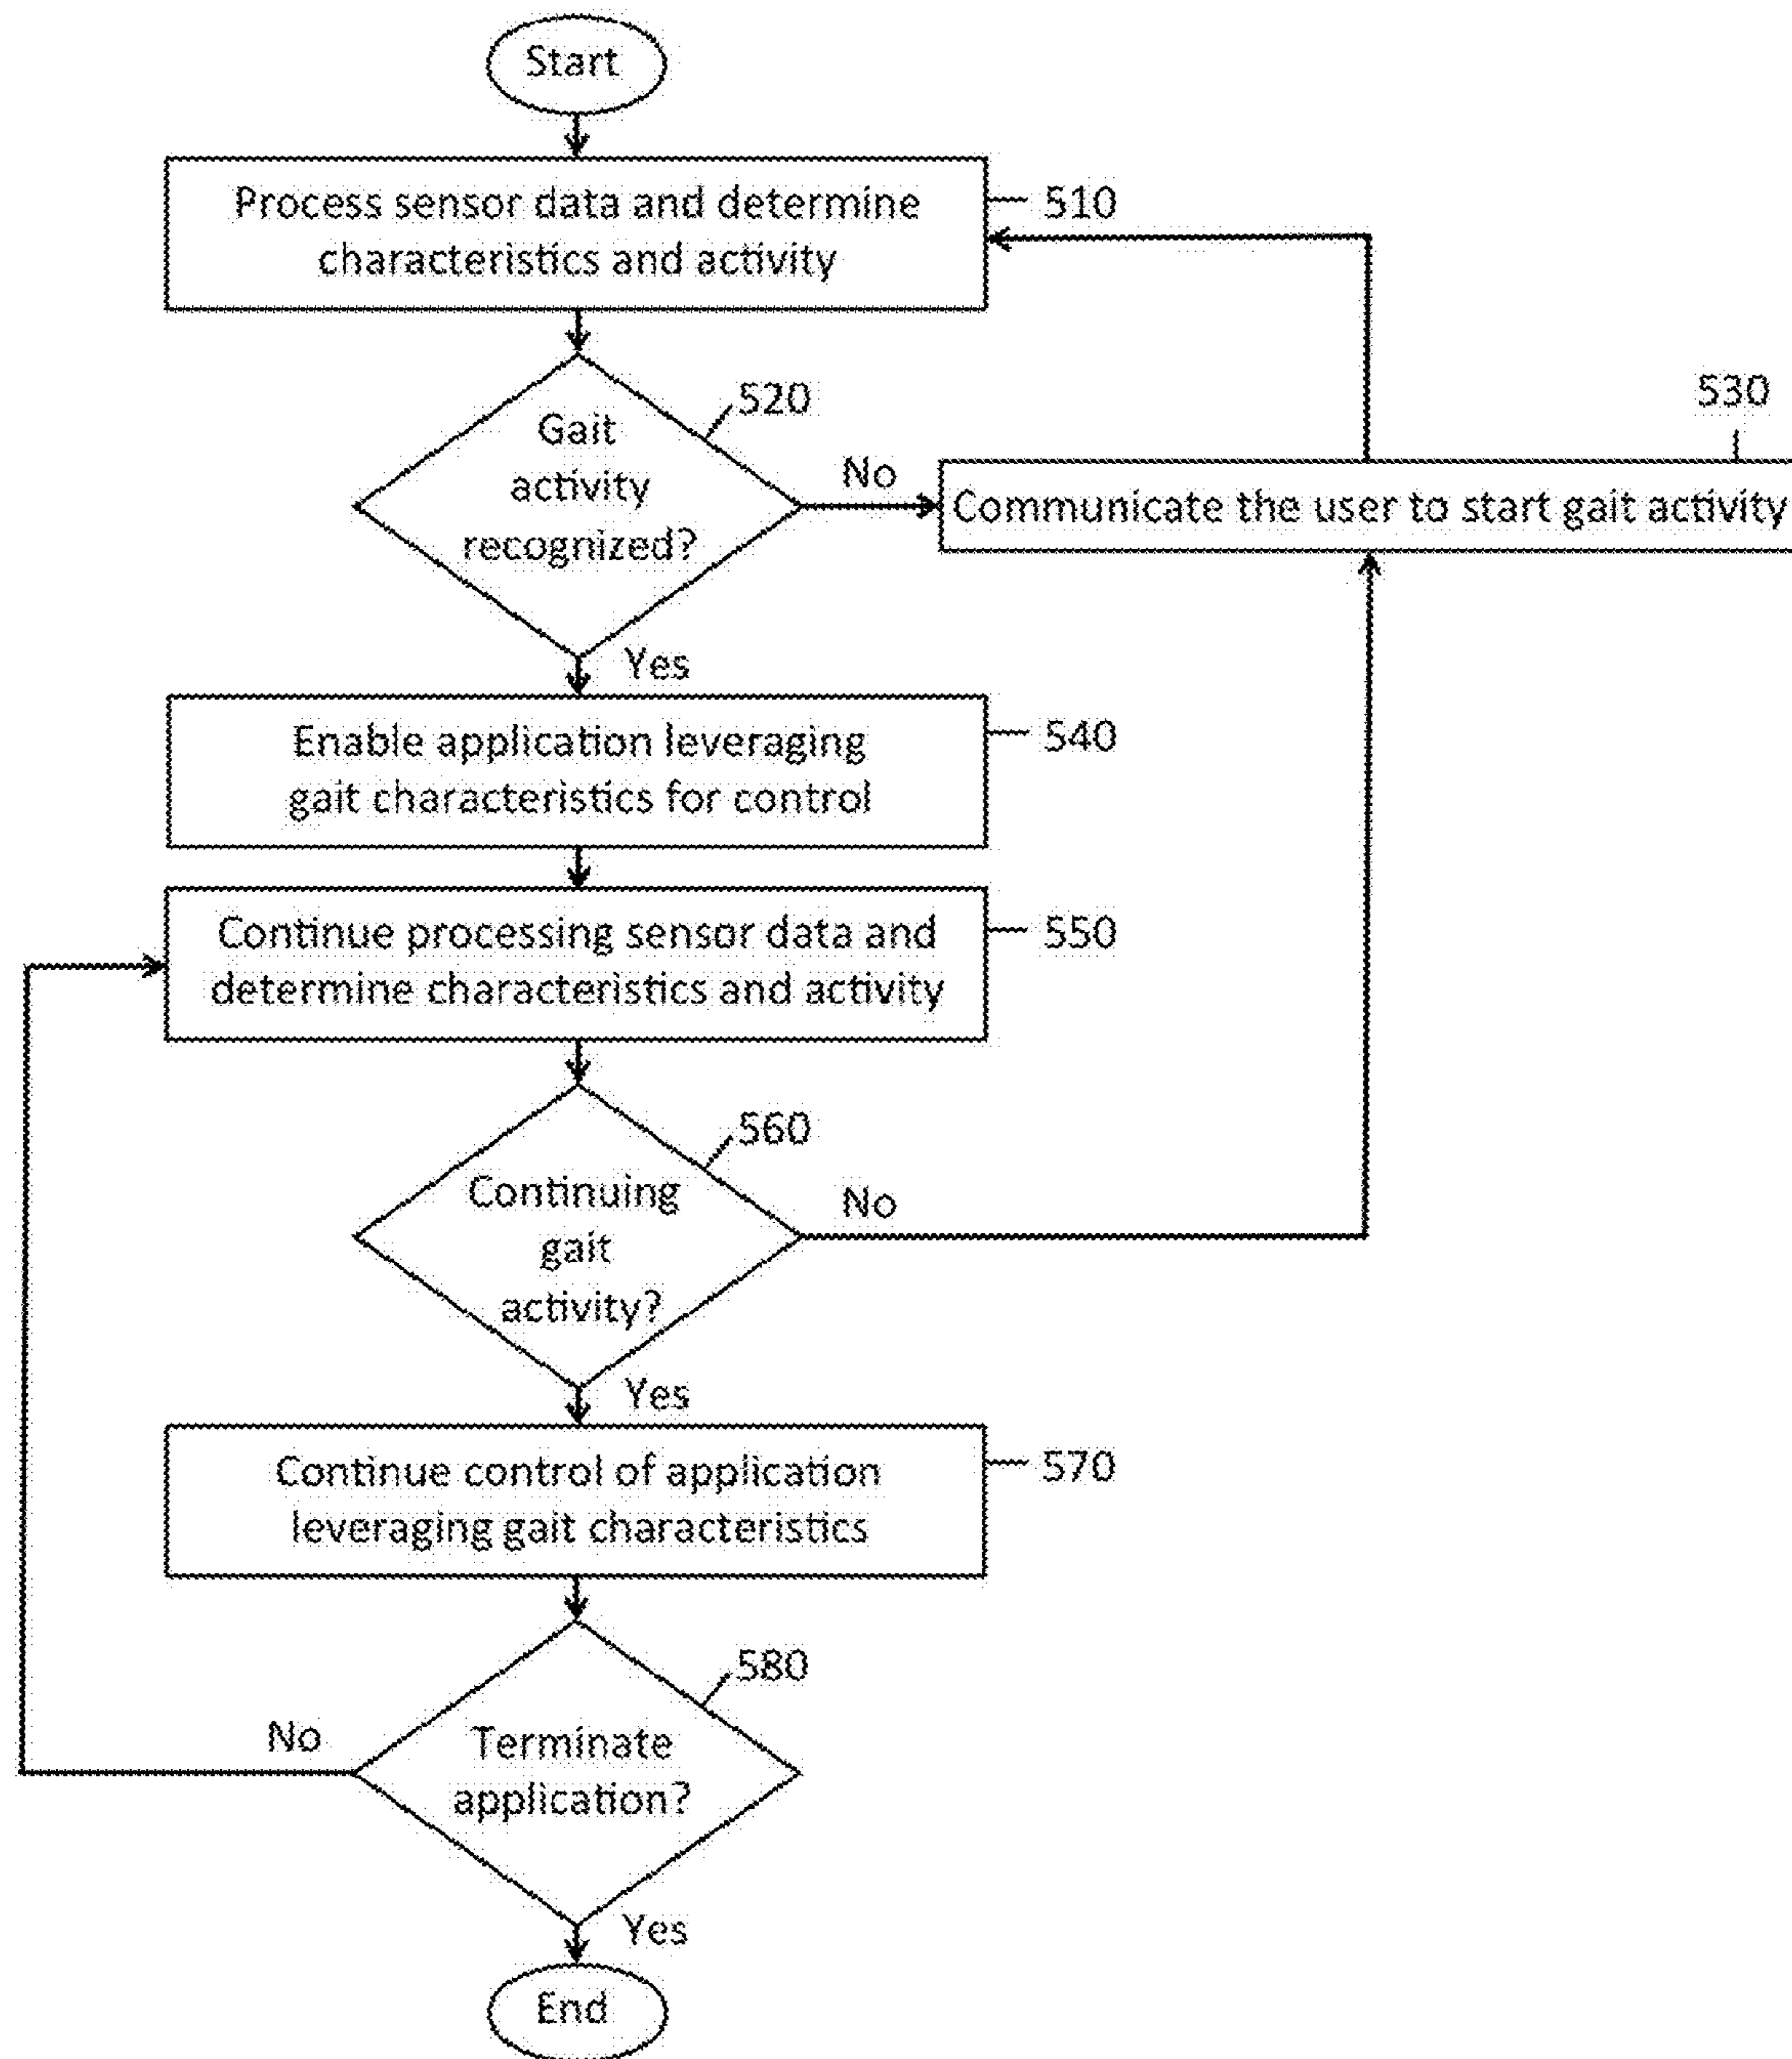 Start
Process sensor data and determine
characteristics and activity
510
Gait
activity
recognized?
520
No
530
Communicate the user to start gait activity
Yes
Enable application leveraging
gait characteristics for control
540
Continue processing sensor data and
determine characteristics and activity
550
Continuing
gait
activity?
560
No
Yes
Continue control of application
leveraging gait characteristics
570
Terminate
application?
580
No
Yes
End